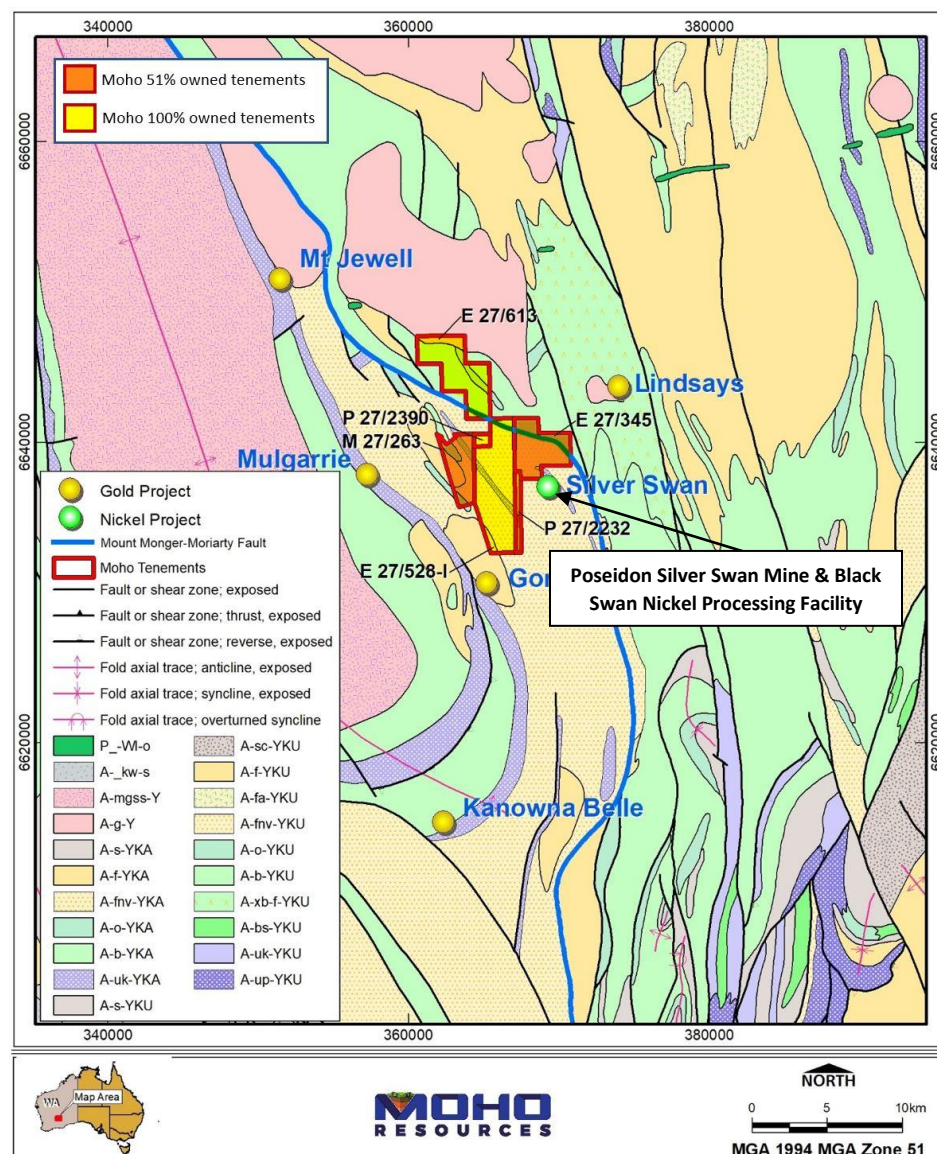 340000 360000 380000
Moho 51% owned tenements
Moho 100% owned tenements
6660000
6660000
Mt Jewell
E 27/613
Lindsays
P 27/2390
E 27/345
M 27/263
6640000
6640000
Mulgarrie
Silver Swan
P 27/2232
E 27/528-I
Gor
Poseidon Silver Swan Mine & Black
Swan Nickel Processing Facility
Gold Project
Nickel Project
Mount Monger-Moriarty Fault
Moho Tenements
Fault or shear zone; exposed
Fault or shear zone; thrust, exposed
Fault or shear zone; reverse, exposed
Fold axial trace; anticline, exposed
Fold axial trace; syncline, exposed
Fold axial trace; overturned syncline
6620000
6620000
Kanowna Belle
P_-WI-o
A-_kw-s
A-mgss-Y
A-g-Y
A-s-YKA
A-f-YKA
A-fnv-YKA
A-o-YKA
A-b-YKA
A-uk-YKA
A-s-YKU
A-sc-YKU
A-f-YKU
A-fa-YKU
A-fnv-YKU
A-o-YKU
A-b-YKU
A-xb-f-YKU
A-bs-YKU
A-uk-YKU
A-up-YKU
340000 360000 380000
WA
Map Area
MOHO
RESOURCES
NORTH
0 5 10km
MGA 1994 MGA Zone 51